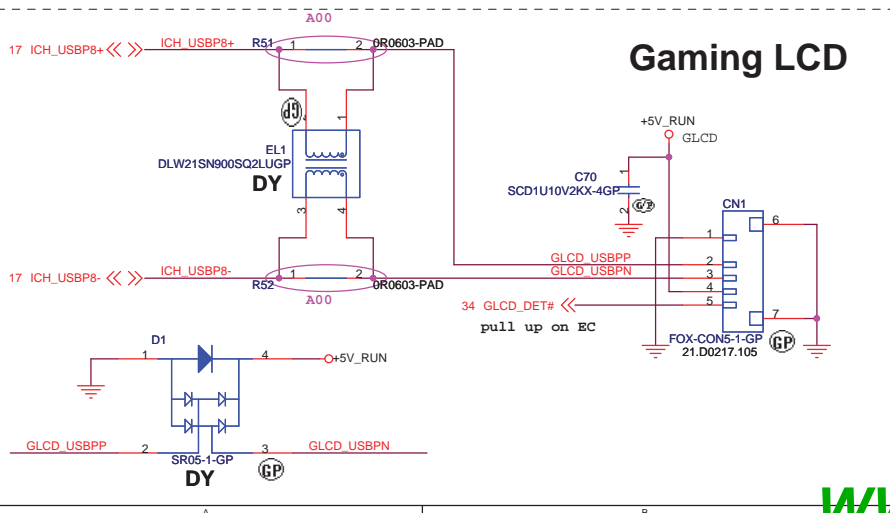 A00
17 ICH_USBP8+ ICH_USBP8+ R51 1 2 0R0603-PAD
Gaming LCD
GP
1
EL1
DLW21SN900SQ2LUGP
DY
3 4
17 ICH_USBP8- ICH_USBP8- R52 1 2 0R0603-PAD
A00
+5V_RUN
GLCD
C70
SCD1U10V2KX-4GP
1
2
CN1
1 6
GLCD_USBPP 2
GLCD_USBPN 3
4
34 GLCD_DET# 5
7
pull up on EC
FOX-CON5-1-GP
21.D0217.105
GP
D1
1 4 +5V_RUN
GLCD_USBPP 2 3 GLCD_USBPN
SR05-1-GP
DY
GP
A B